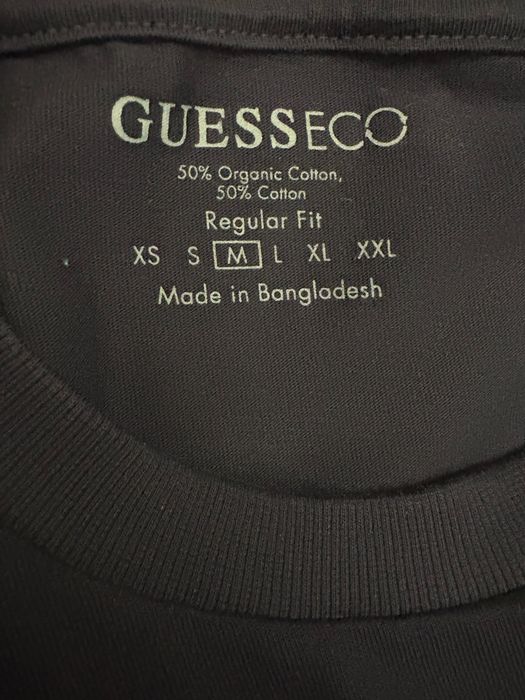 GUESSECO
50% Organic Cotton,
50% Cotton
Regular Fit
XS S M L XL XXL
Made in Bangladesh